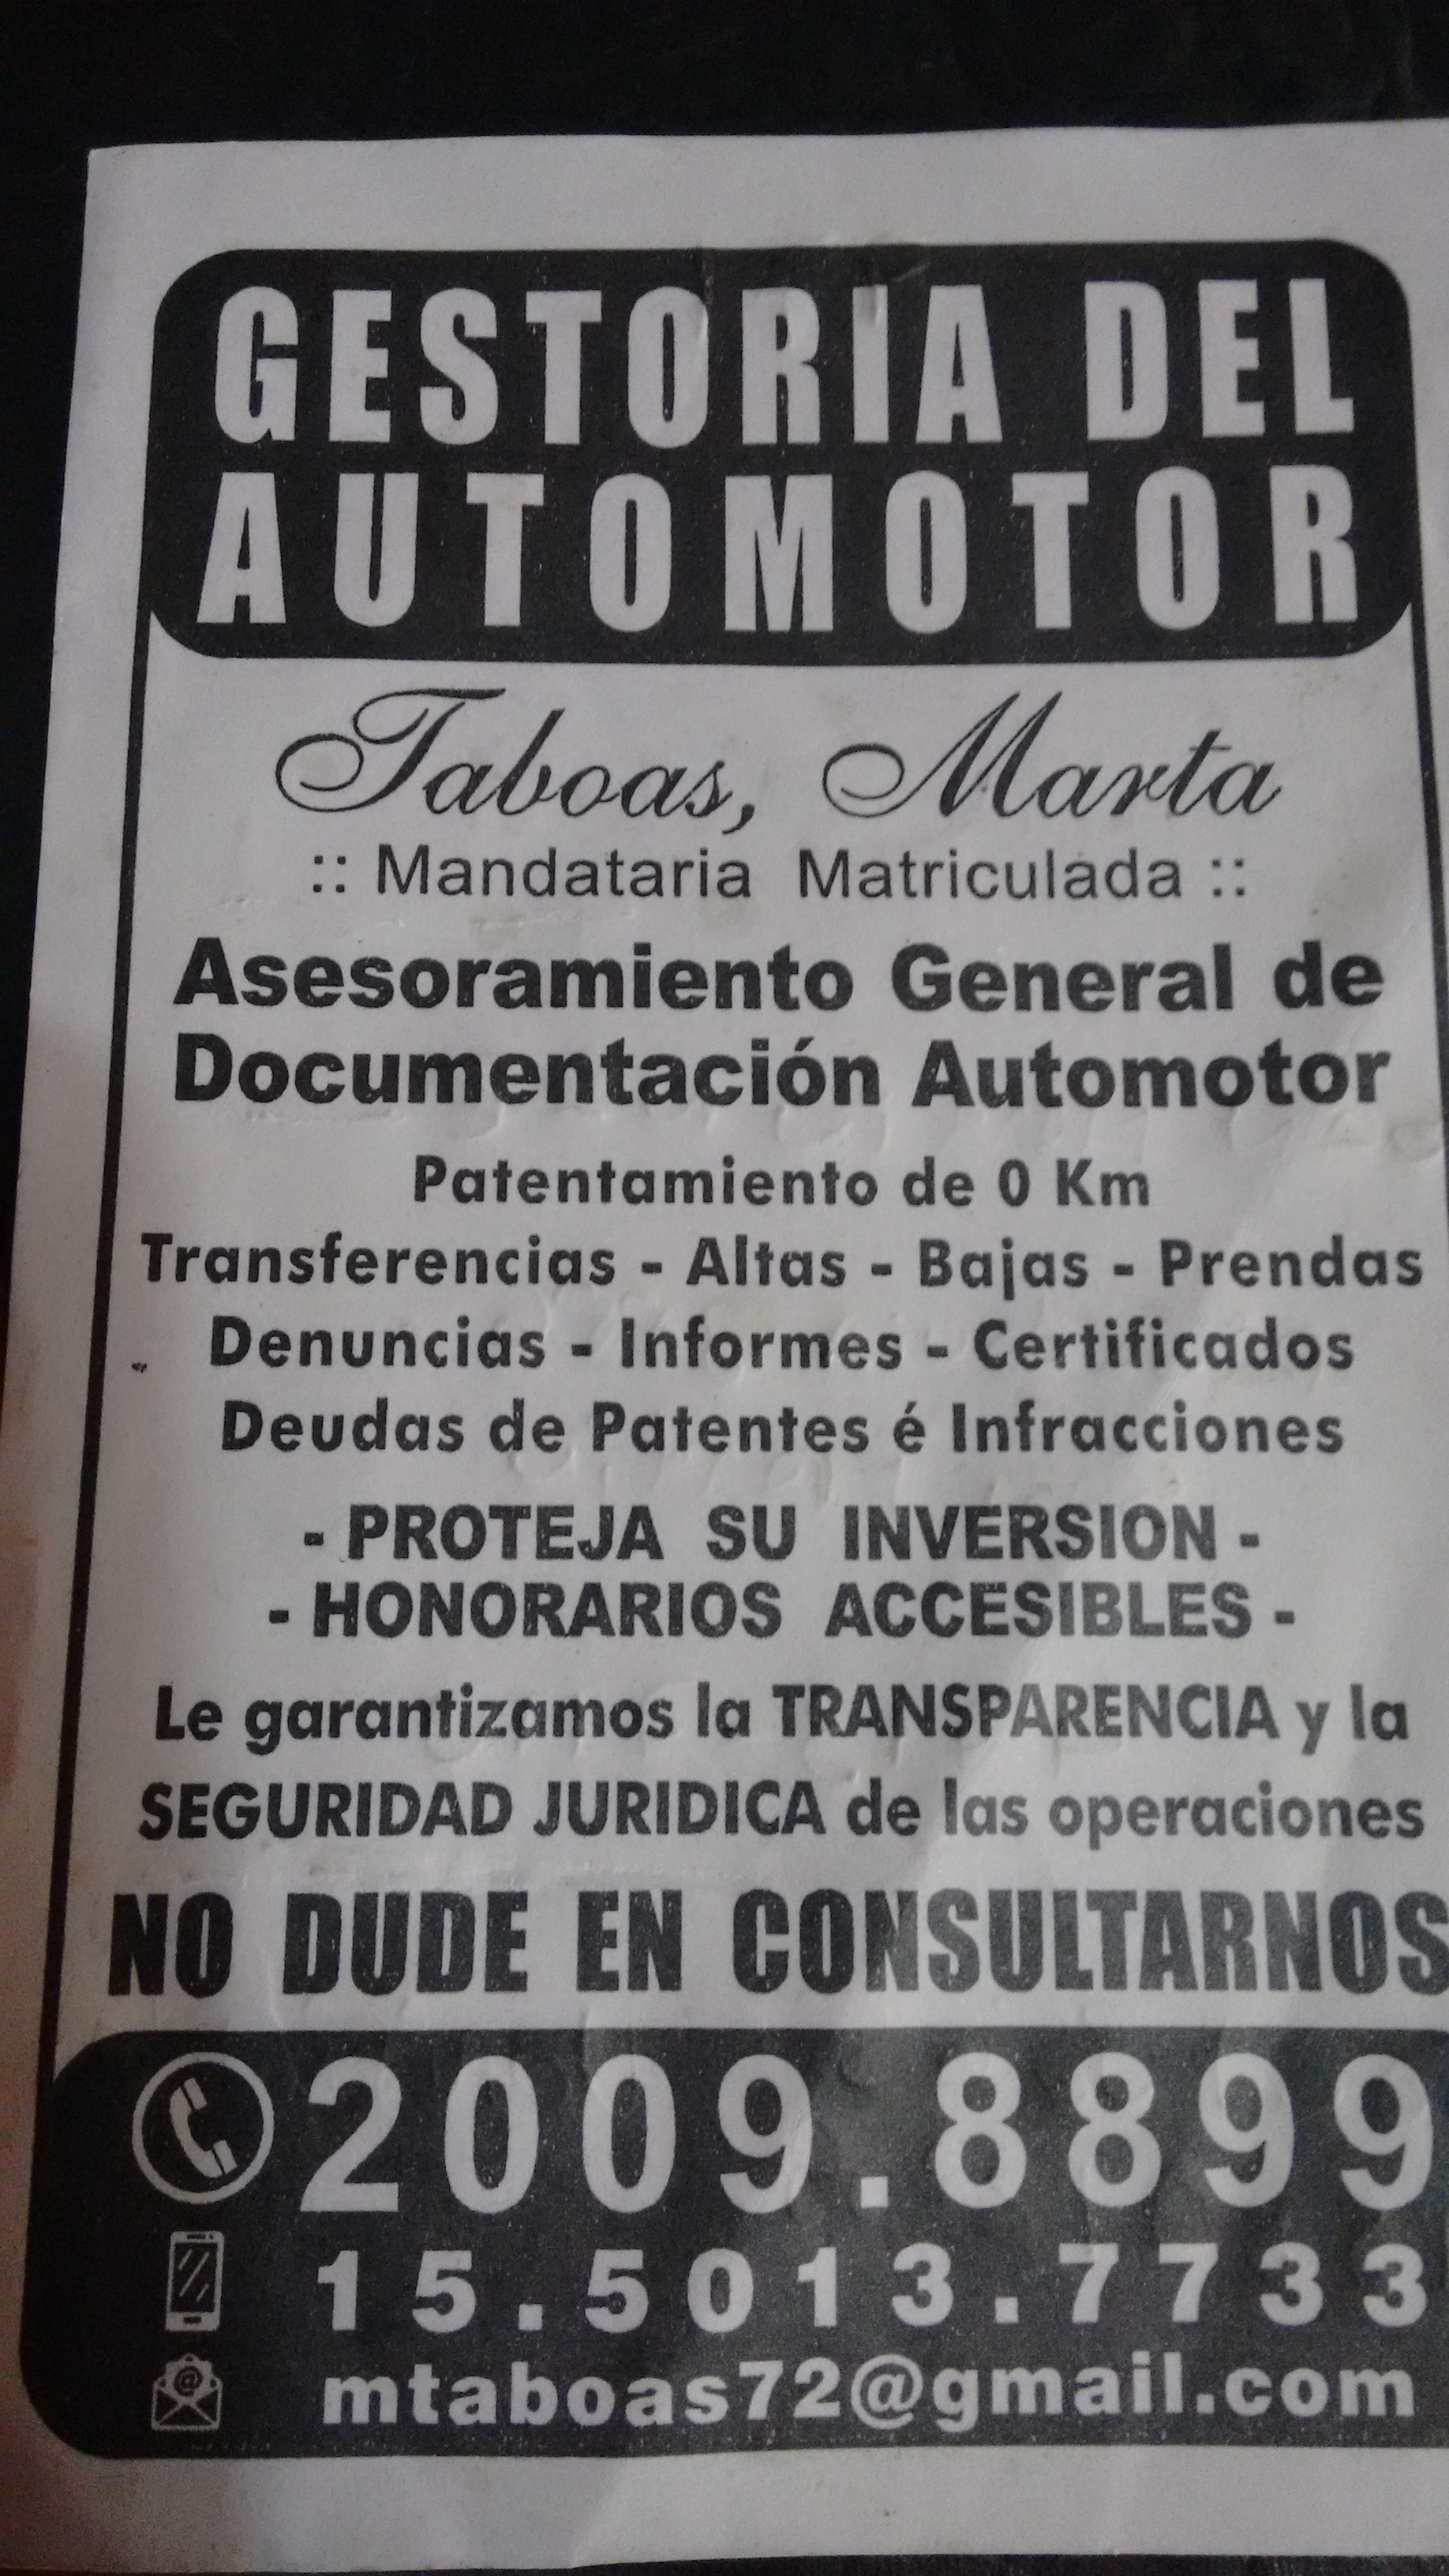 GESTORIA DEL
AUTOMOTOR
Taboas, Marta
:: Mandataria Matriculada ::
Asesoramiento General de
Documentación Automotor
Patentamiento de 0 Km
Transferencias - Altas - Bajas - Prendas
Denuncias - Informes - Certificados
Deudas de Patentes é Infracciones
- PROTEJA SU INVERSION -
- HONORARIOS ACCESIBLES -
Le garantizamos la TRANSPARENCIA y la
SEGURIDAD JURIDICA de las operaciones
NO DUDE EN CONSULTARNOS
2009.8899
15.5013.7733
mtaboas72@gmail.com